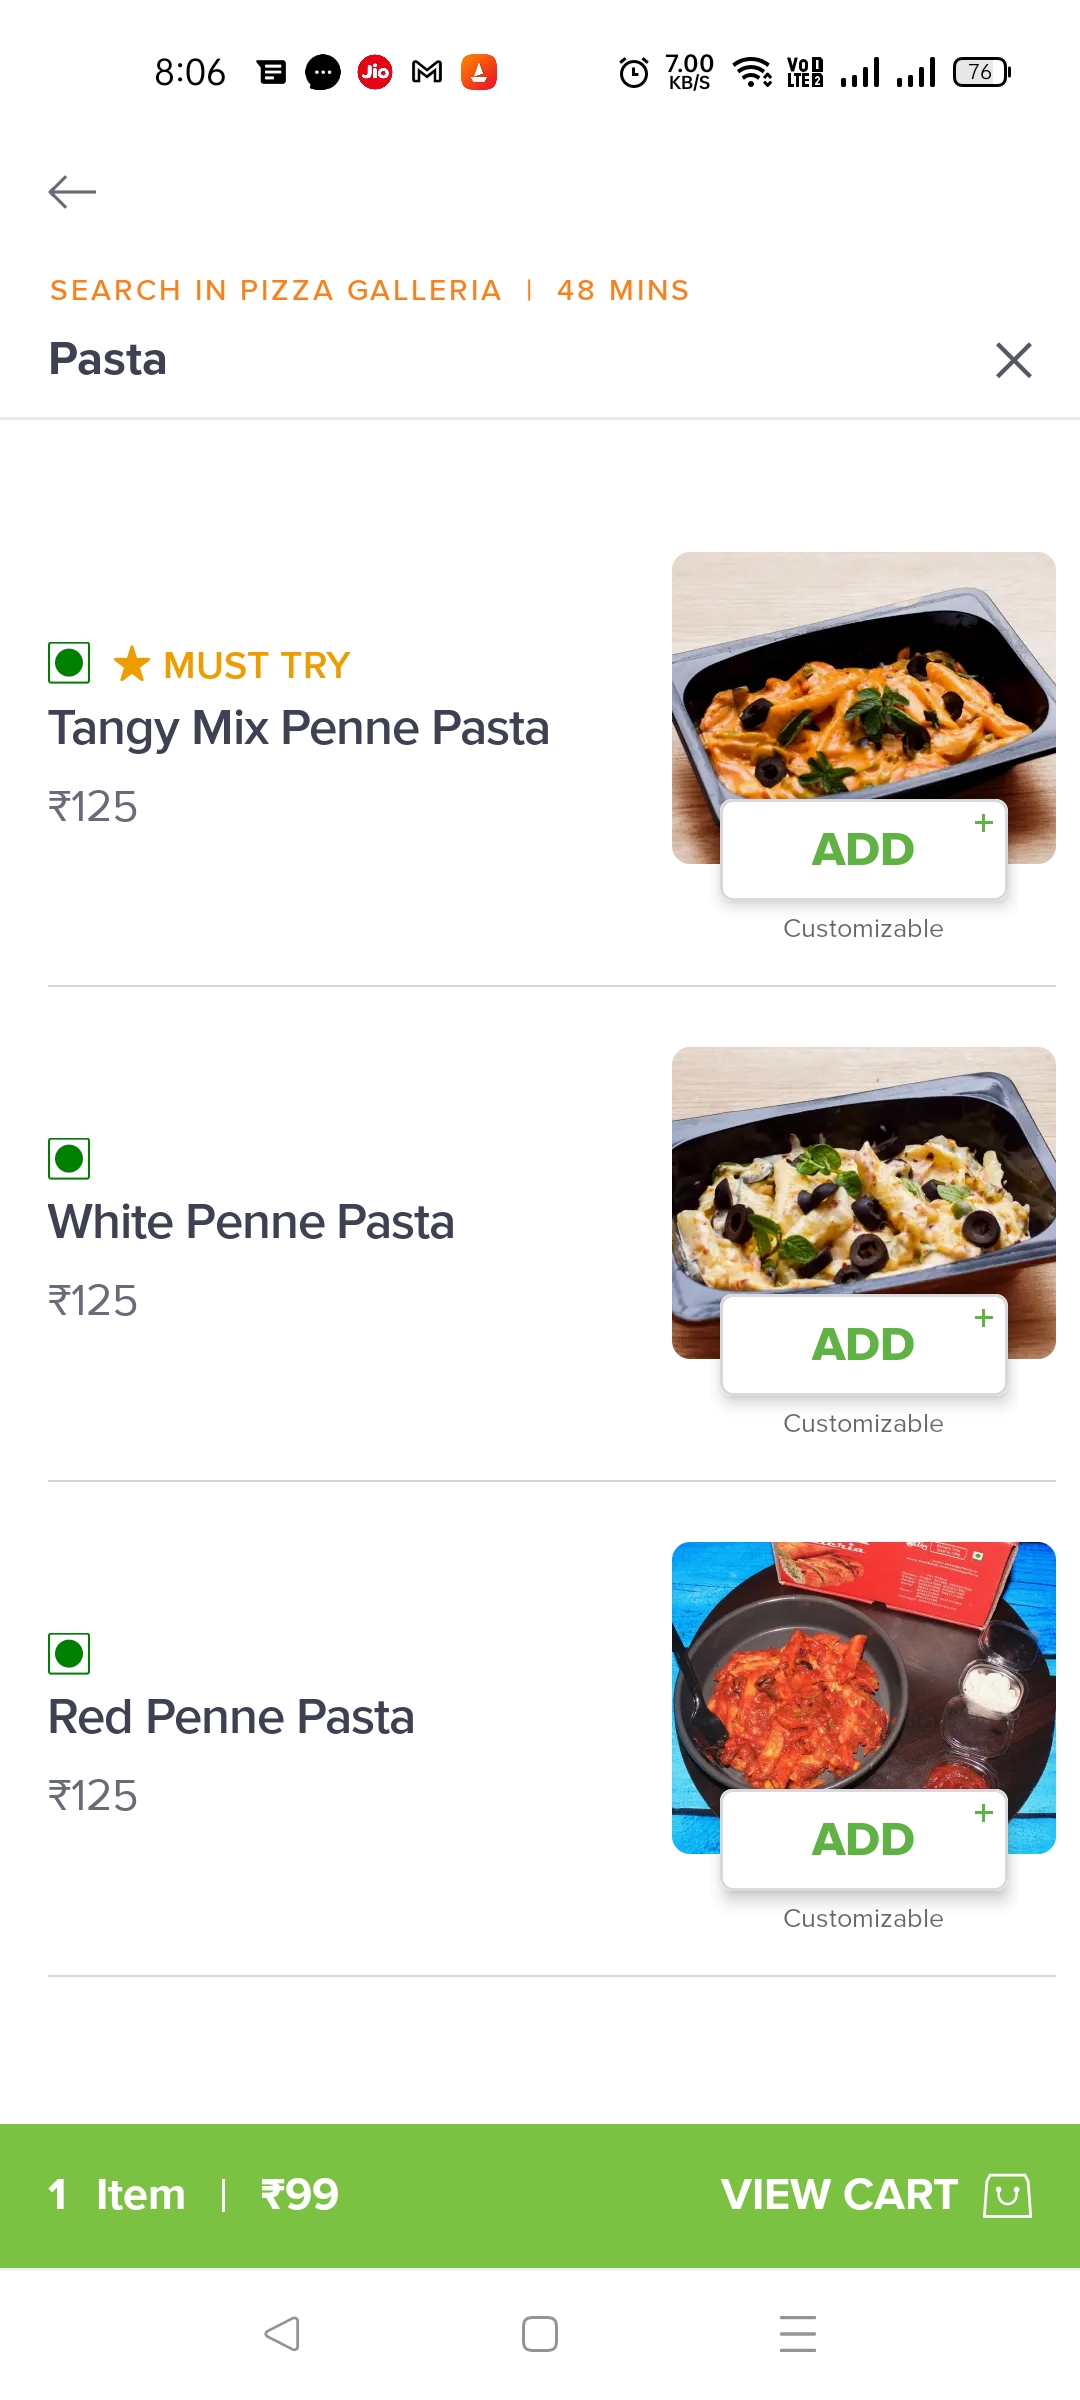 8:06 Jio 7.00 KB/S VoD LTE2 76
SEARCH IN PIZZA GALLERIA | 48 MINS
Pasta
MUST TRY
Tangy Mix Penne Pasta
₹125
ADD +
Customizable
White Penne Pasta
₹125
ADD +
Customizable
Red Penne Pasta
₹125
ADD +
Customizable
1 Item | ₹99 VIEW CART